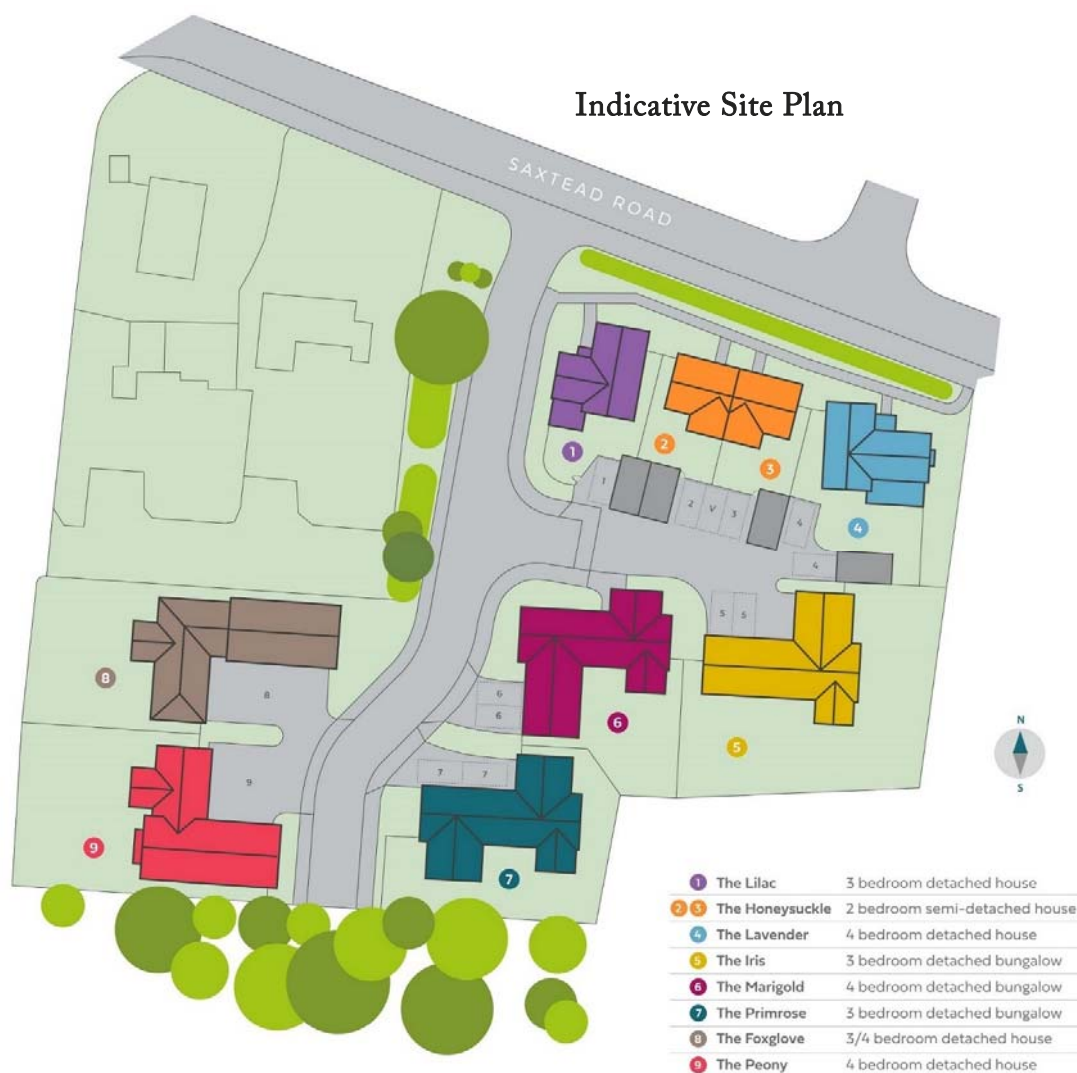 Indicative Site Plan
SAXTEAD ROAD
1
2
3
1
2
V
3
4
4
4
5
5
8
8
6
6
6
5
N
S
9
7
7
9
7
1 The Lilac 3 bedroom detached house
2 3 The Honeysuckle 2 bedroom semi-detached house
4 The Lavender 4 bedroom detached house
5 The Iris 3 bedroom detached bungalow
6 The Marigold 4 bedroom detached bungalow
7 The Primrose 3 bedroom detached bungalow
8 The Foxglove 3/4 bedroom detached house
9 The Peony 4 bedroom detached house